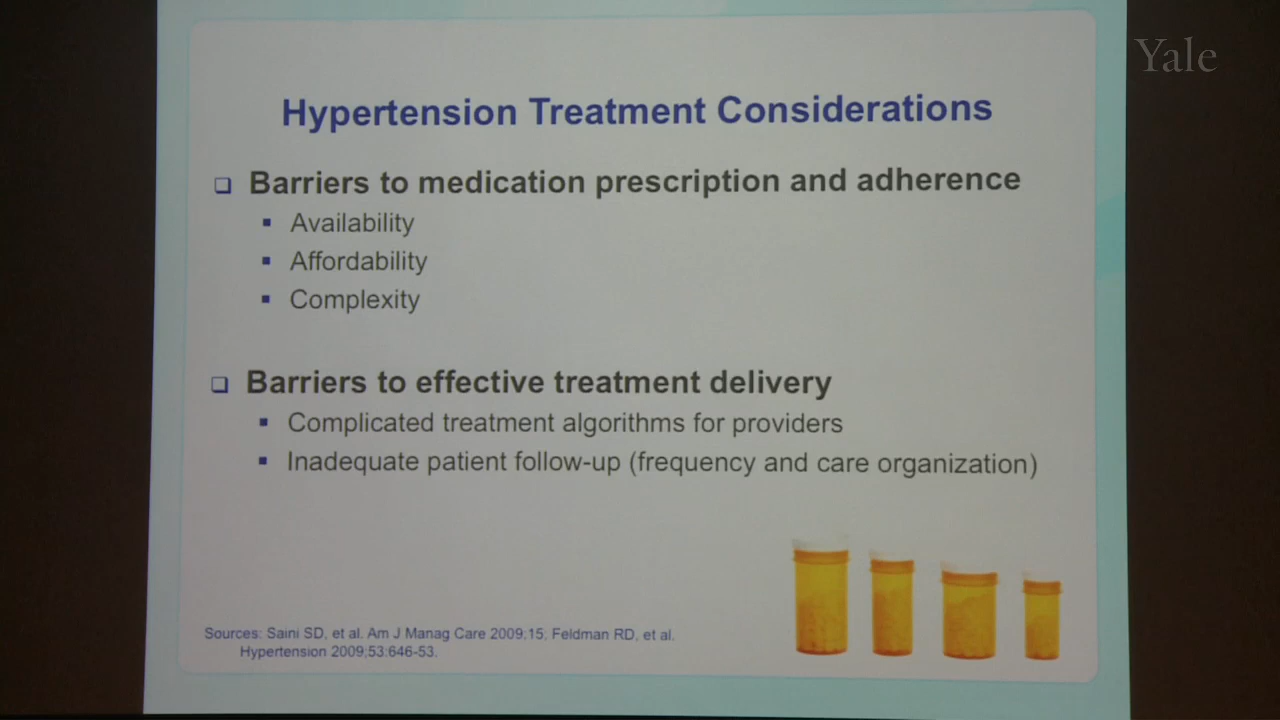 Yale
Hypertension Treatment Considerations
Barriers to medication prescription and adherence
Availability
Affordability
Complexity
Barriers to effective treatment delivery
Complicated treatment algorithms for providers
Inadequate patient follow-up (frequency and care organization)
Sources: Saini SD, et al. Am J Manag Care 2009;15; Feldman RD, et al.
Hypertension 2009;53:646-53.